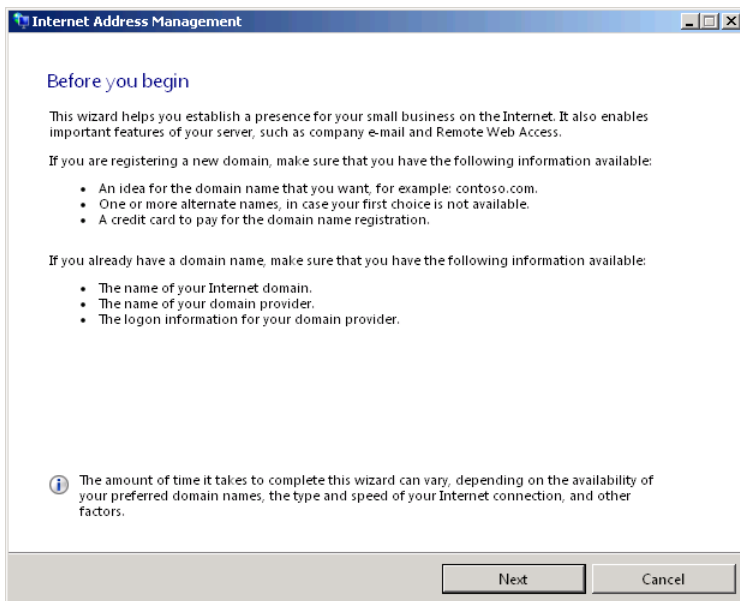 Internet Address Management
Before you begin
This wizard helps you establish a presence for your small business on the Internet. It also enables
important features of your server, such as company e-mail and Remote Web Access.
If you are registering a new domain, make sure that you have the following information available:
• An idea for the domain name that you want, for example: contoso.com.
• One or more alternate names, in case your first choice is not available.
• A credit card to pay for the domain name registration.
If you already have a domain name, make sure that you have the following information available:
• The name of your Internet domain.
• The name of your domain provider.
• The logon information for your domain provider.
The amount of time it takes to complete this wizard can vary, depending on the availability of
your preferred domain names, the type and speed of your Internet connection, and other
factors.
Next Cancel